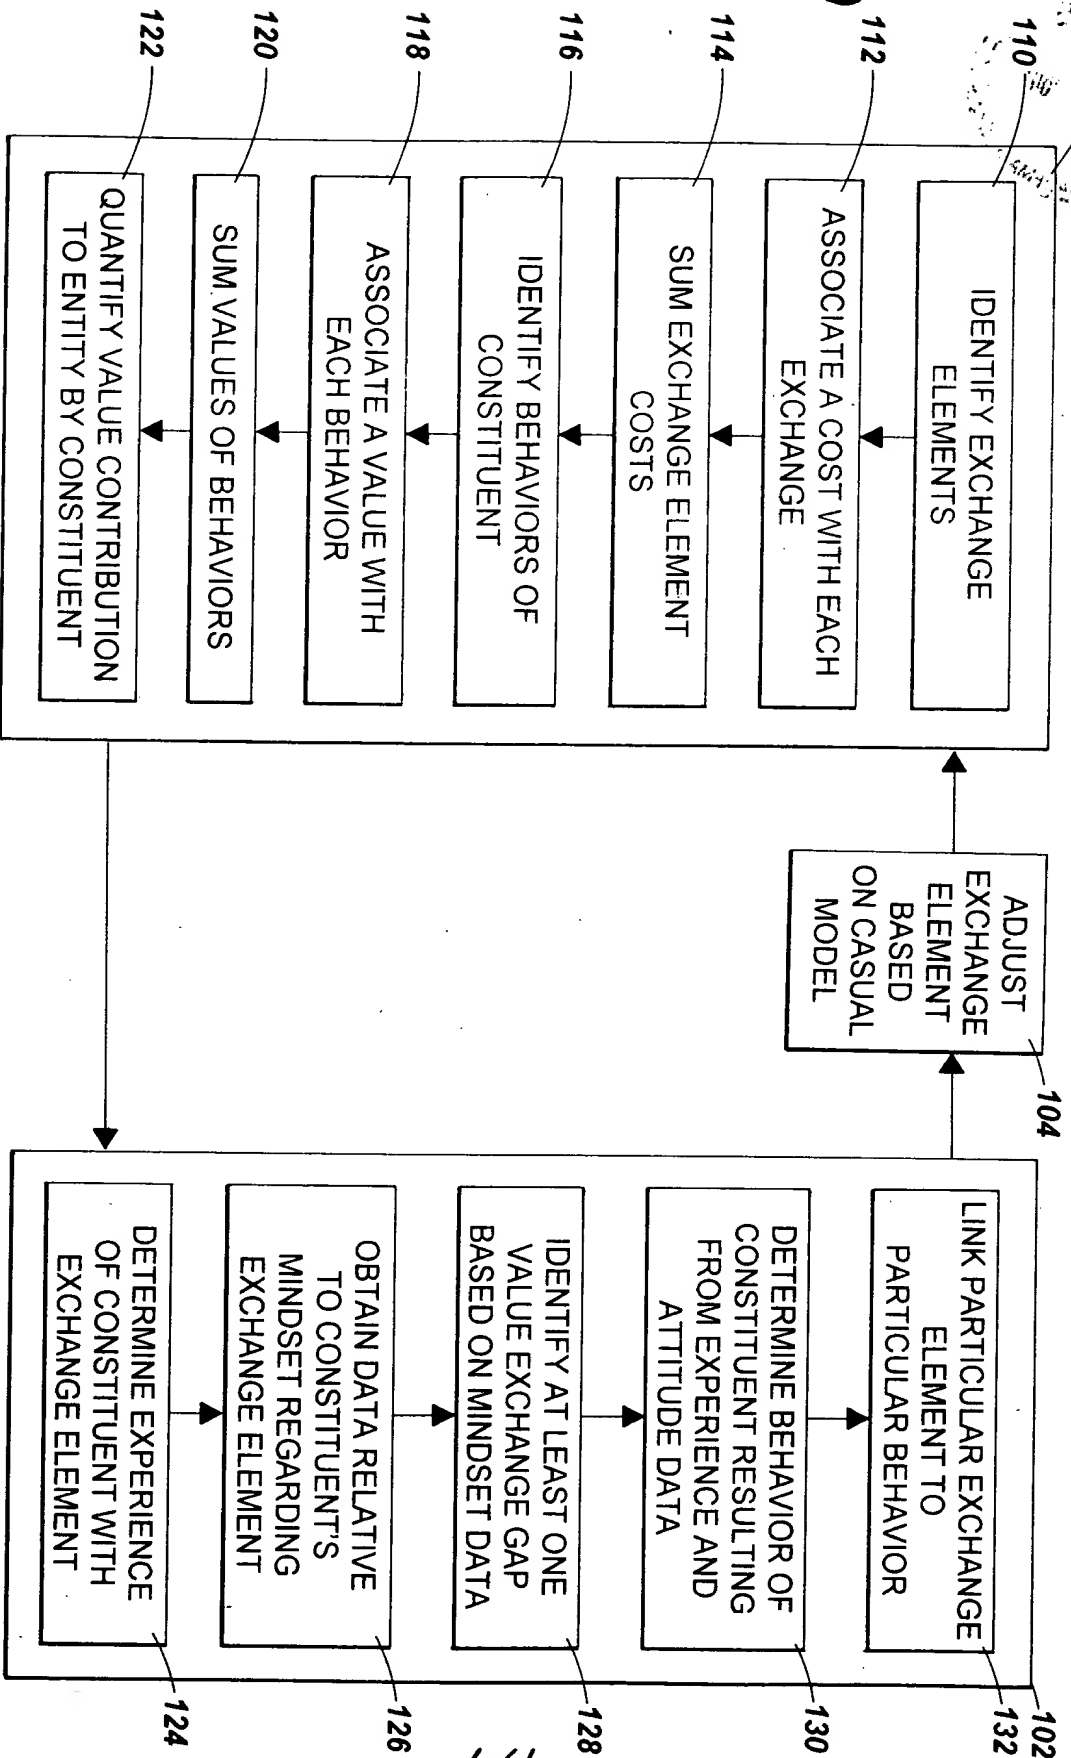 110
IDENTIFY EXCHANGE
ELEMENTS
112
ASSOCIATE A COST WITH EACH
EXCHANGE
114
SUM EXCHANGE ELEMENT
COSTS
116
IDENTIFY BEHAVIORS OF
CONSTITUENT
118
ASSOCIATE A VALUE WITH
EACH BEHAVIOR
120
SUM VALUES OF BEHAVIORS
122
QUANTIFY VALUE CONTRIBUTION
TO ENTITY BY CONSTITUENT
ADJUST
EXCHANGE
ELEMENT
BASED
ON CASUAL
MODEL
104
102
LINK PARTICULAR EXCHANGE
ELEMENT TO
PARTICULAR BEHAVIOR
132
DETERMINE BEHAVIOR OF
CONSTITUENT RESULTING
FROM EXPERIENCE AND
ATTITUDE DATA
130
IDENTIFY AT LEAST ONE
VALUE EXCHANGE GAP
BASED ON MINDSET DATA
128
OBTAIN DATA RELATIVE
TO CONSTITUENT'S
MINDSET REGARDING
EXCHANGE ELEMENT
126
DETERMINE EXPERIENCE
OF CONSTITUENT WITH
EXCHANGE ELEMENT
124